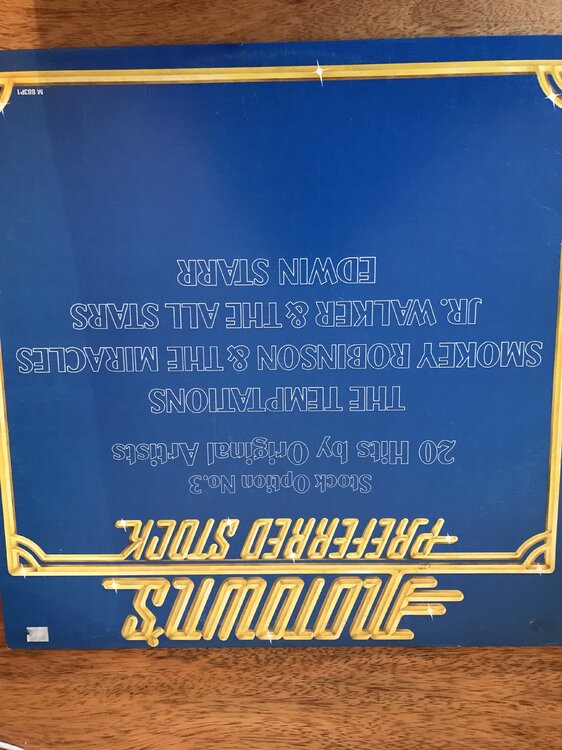 MOTOWN'S
PREFERRED STOCK
Stock Option No.3
20 Hits by Original Artists
THE TEMPTATIONS
SMOKEY ROBINSON & THE MIRACLES
JR. WALKER & THE ALL STARS
EDWIN STARR
M 883P1